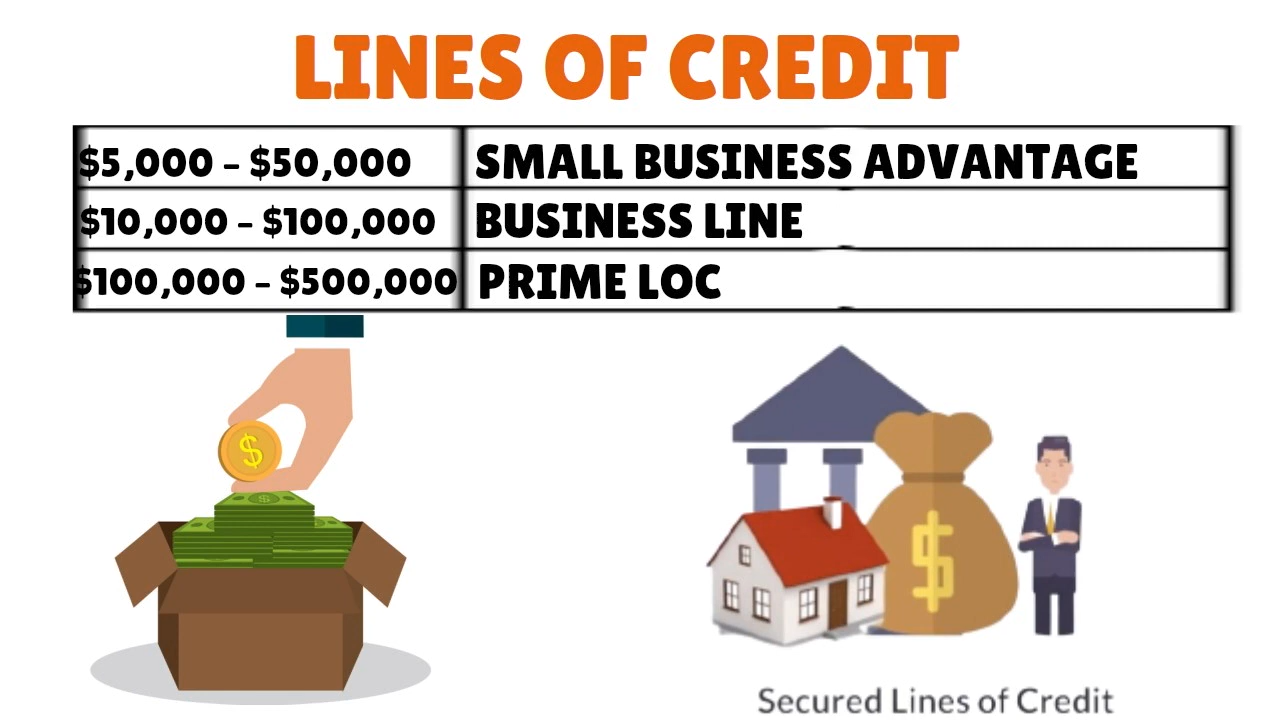 LINES OF CREDIT
$5,000 – $50,000 SMALL BUSINESS ADVANTAGE
$10,000 – $100,000 BUSINESS LINE
$100,000 – $500,000 PRIME LOC
$
$
$
Secured Lines of Credit